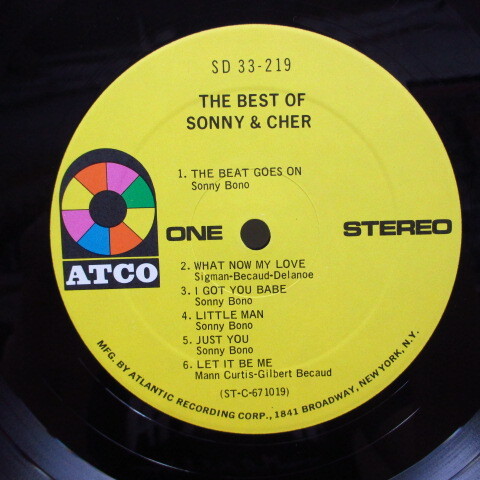 SD 33-219
THE BEST OF
SONNY & CHER
1. THE BEAT GOES ON
Sonny Bono
ATCO
ONE
STEREO
2. WHAT NOW MY LOVE
Sigman-Becaud-Delanoe
3. I GOT YOU BABE
Sonny Bono
4. LITTLE MAN
Sonny Bono
5. JUST YOU
Sonny Bono
6. LET IT BE ME
Mann Curtis-Gilbert Becaud
(ST-C-671019)
MFG. BY ATLANTIC RECORDING CORP., 1841 BROADWAY, NEW YORK, N.Y.